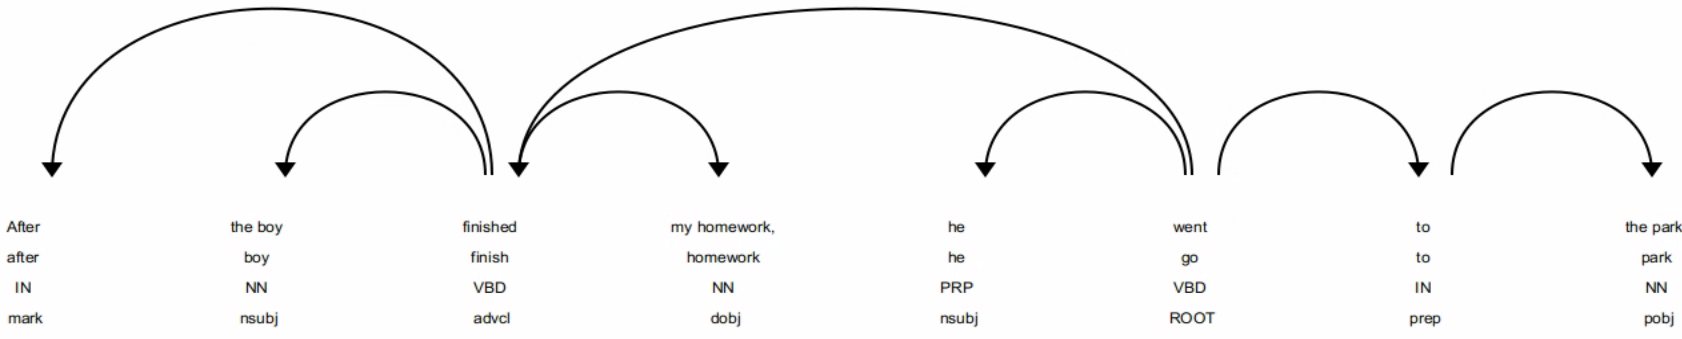 After the boy finished my homework, he went to the park
after boy finish homework he go to park
IN NN VBD NN PRP VBD IN NN
mark nsubj advcl dobj nsubj ROOT prep pobj